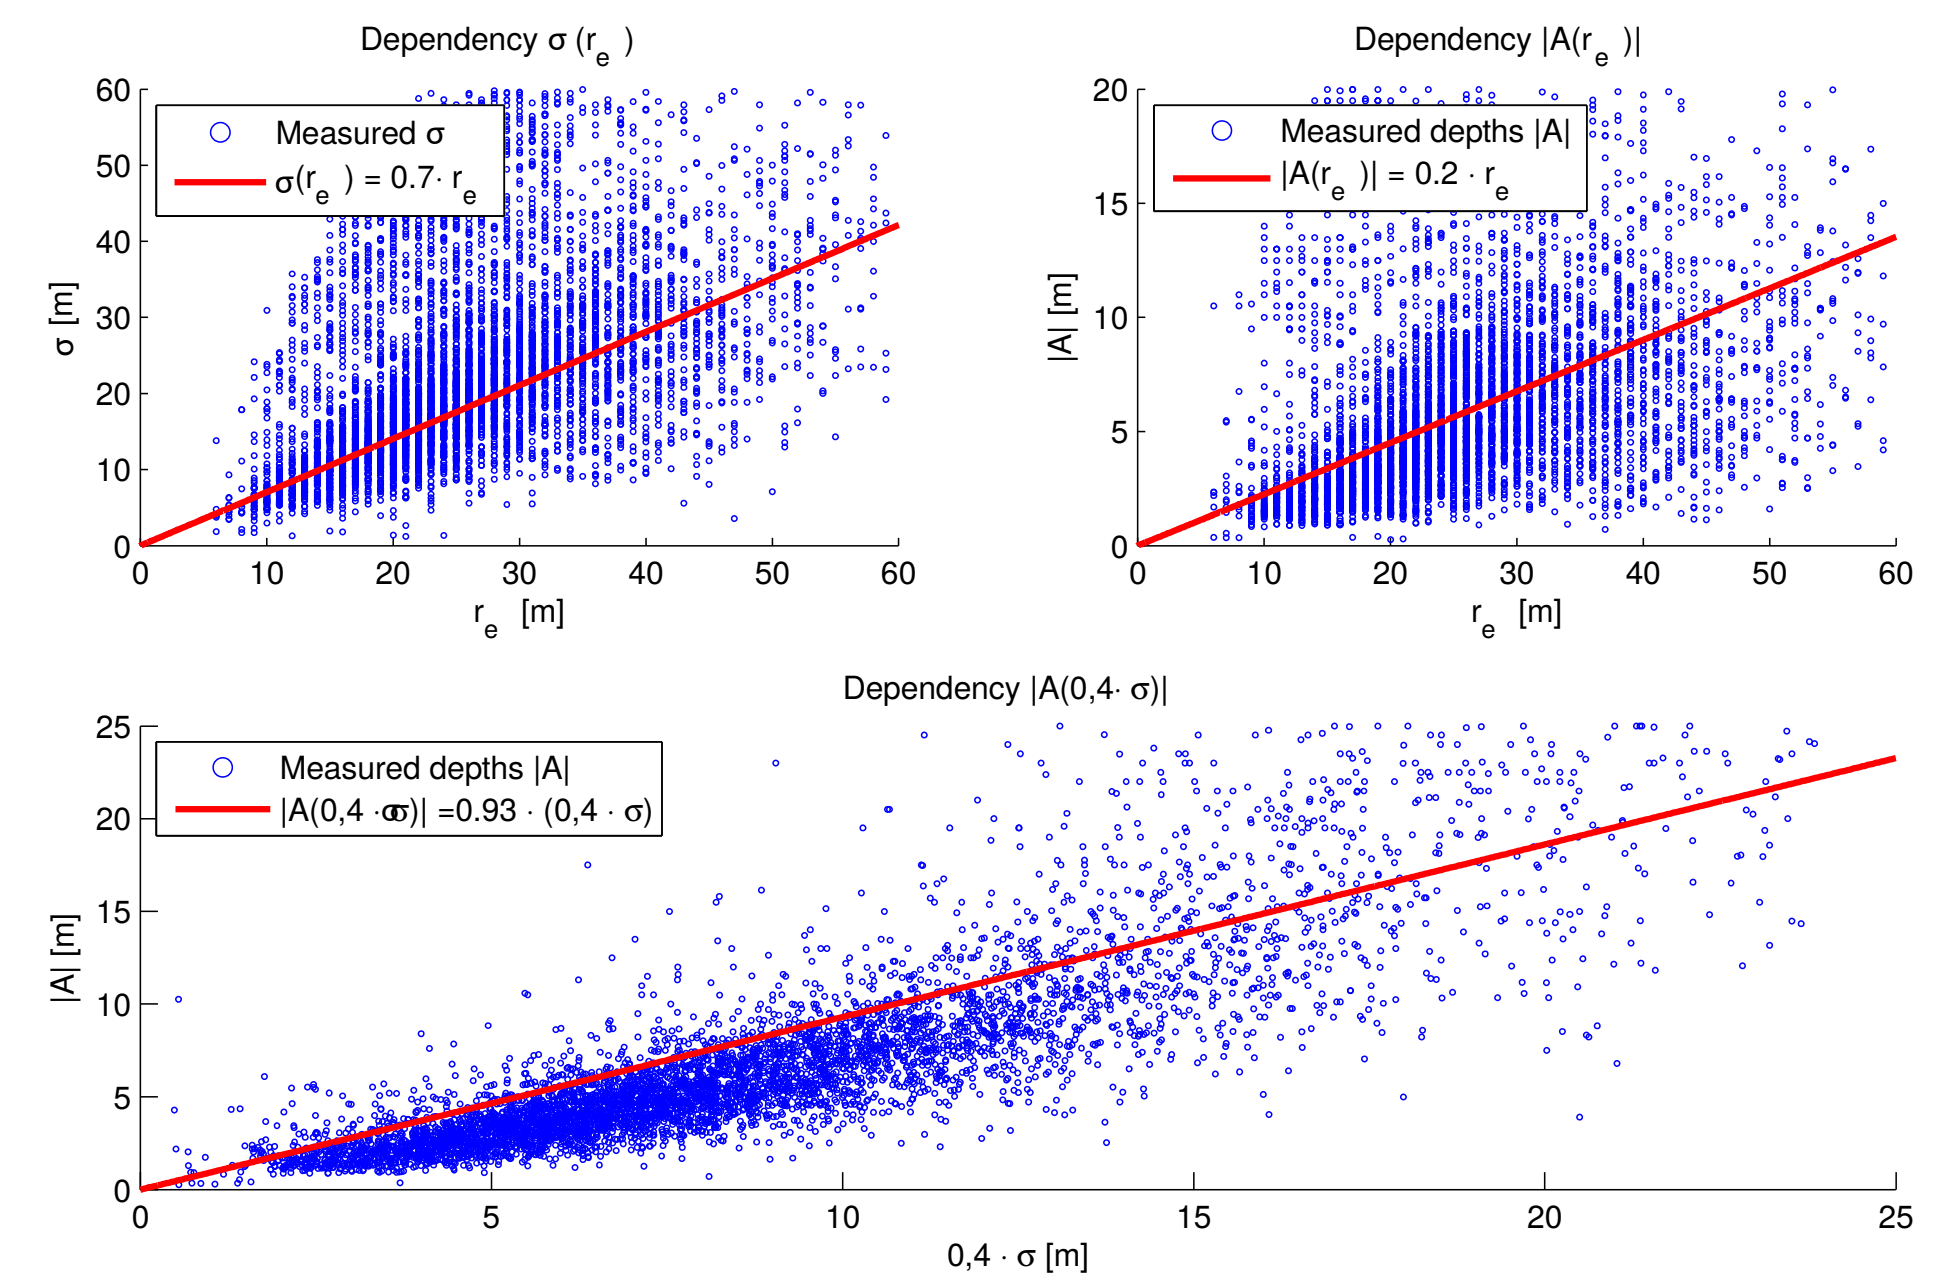 Dependency σ (r_e )
60
50
40
30
20
10
0
Measured σ
σ(r_e ) = 0.7· r_e
σ [m]
0 10 20 30 40 50 60
r_e [m]
Dependency |A(r_e )|
20
15
10
5
0
Measured depths |A|
|A(r_e )| = 0.2 · r_e
|A| [m]
0 10 20 30 40 50 60
r_e [m]
Dependency |A(0,4· σ)|
25
20
15
10
5
0
Measured depths |A|
|A(0,4 ·σσ)| =0.93 · (0,4 · σ)
|A| [m]
0 5 10 15 20 25
0,4 · σ [m]